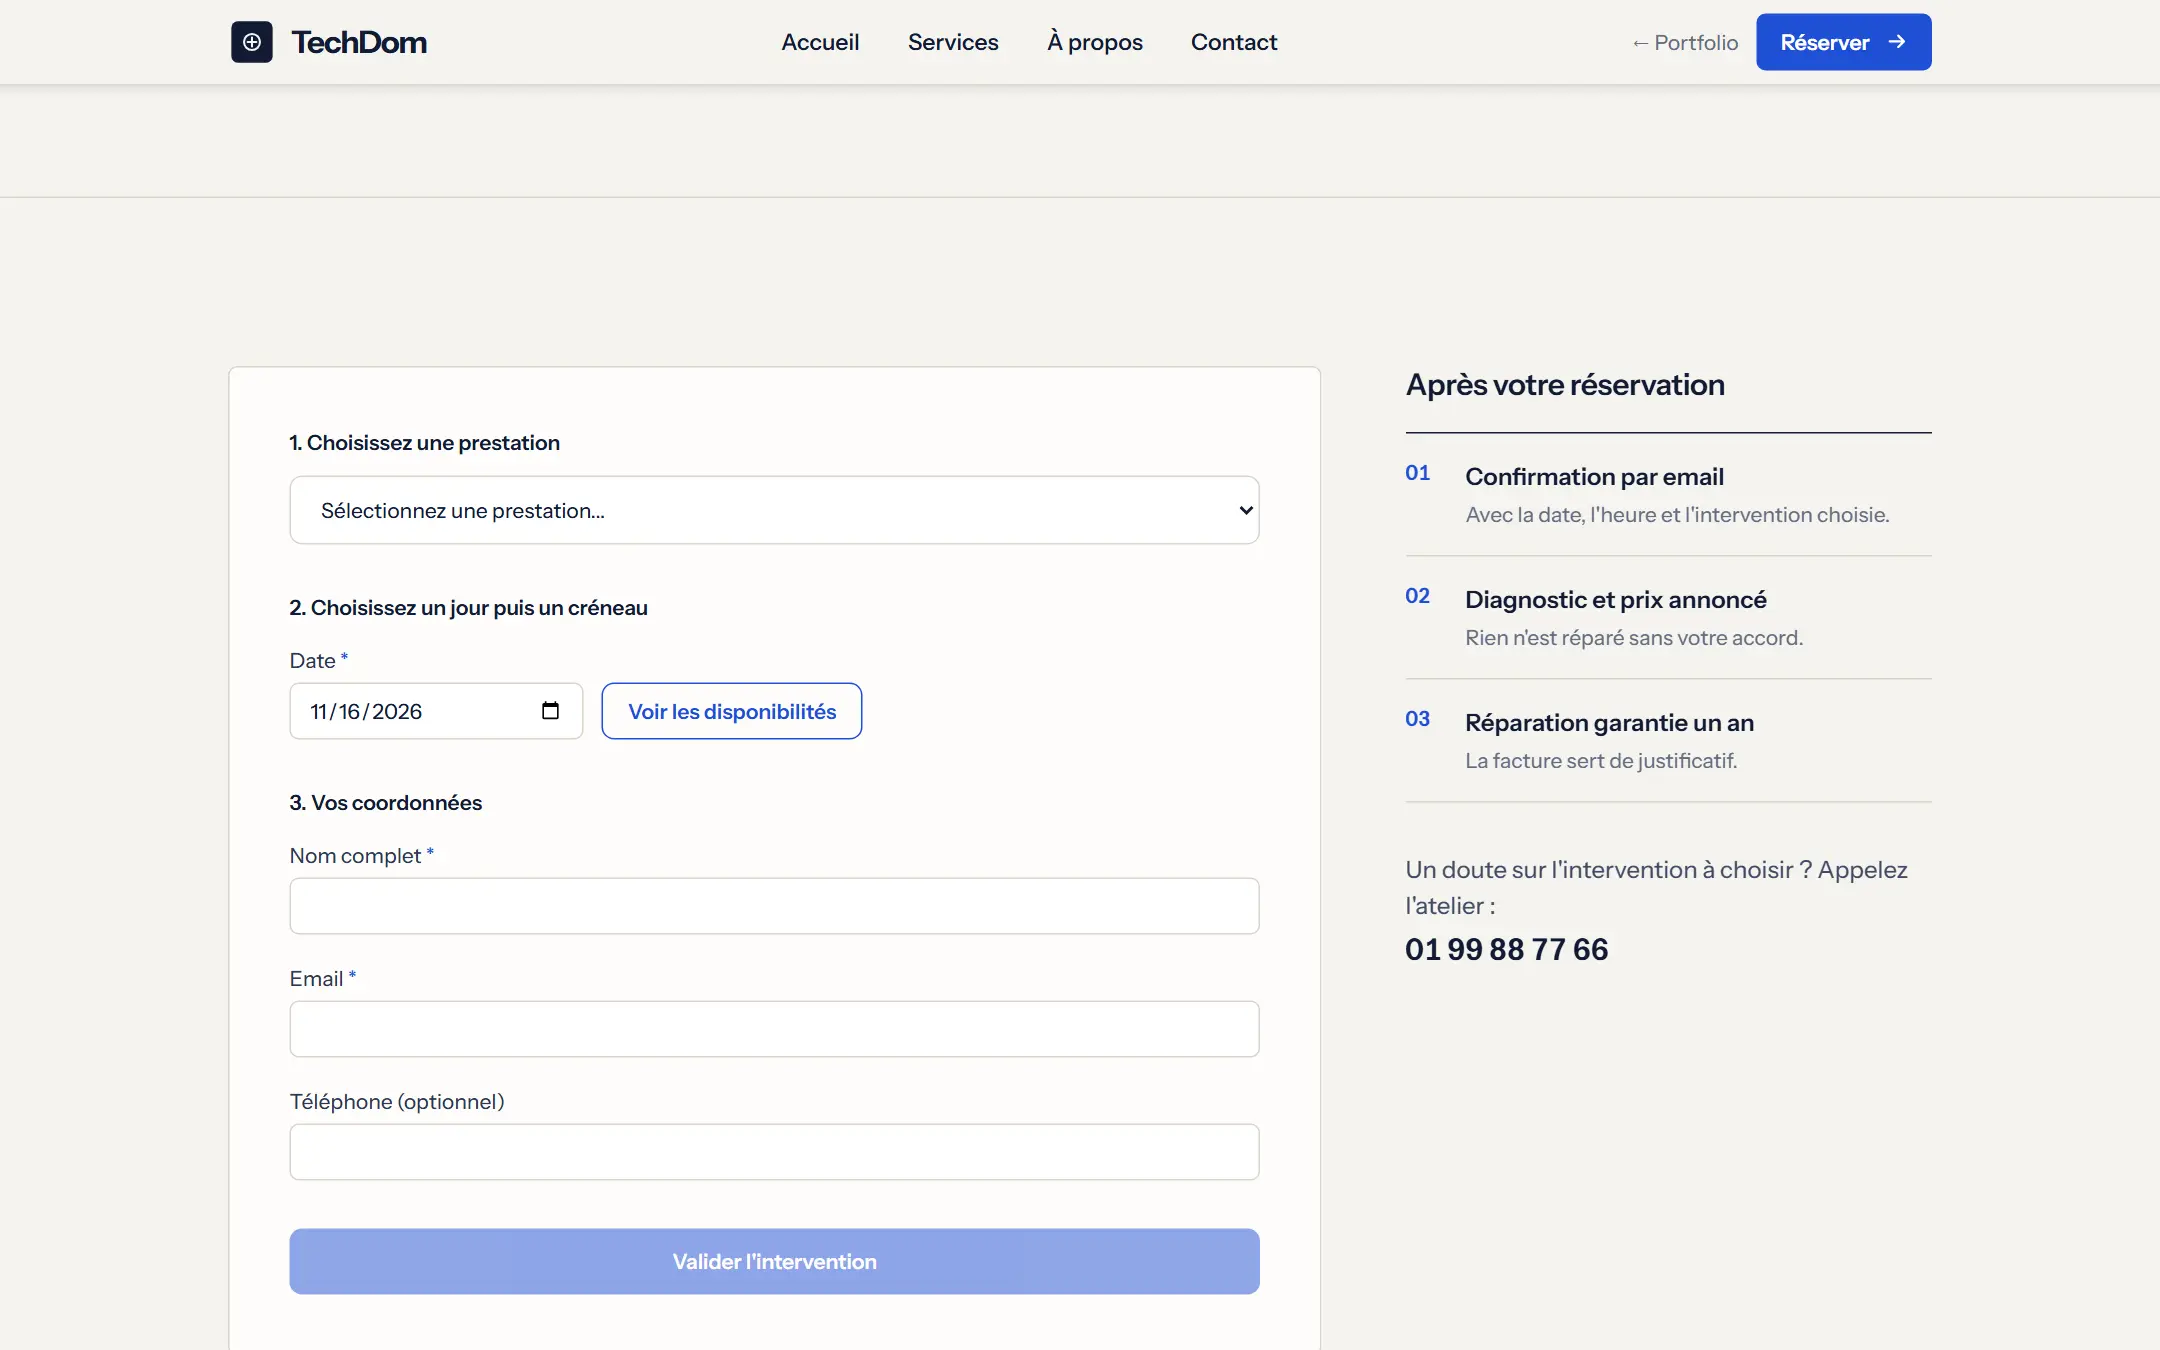 TechDom
Accueil
Services
À propos
Contact
← Portfolio
Réserver →
1. Choisissez une prestation
Sélectionnez une prestation...
2. Choisissez un jour puis un créneau
Date *
11/16/2026
Voir les disponibilités
3. Vos coordonnées
Nom complet *
Email *
Téléphone (optionnel)
Valider l'intervention
Après votre réservation
01 Confirmation par email
Avec la date, l'heure et l'intervention choisie.
02 Diagnostic et prix annoncé
Rien n'est réparé sans votre accord.
03 Réparation garantie un an
La facture sert de justificatif.
Un doute sur l'intervention à choisir ? Appelez
l'atelier :
01 99 88 77 66